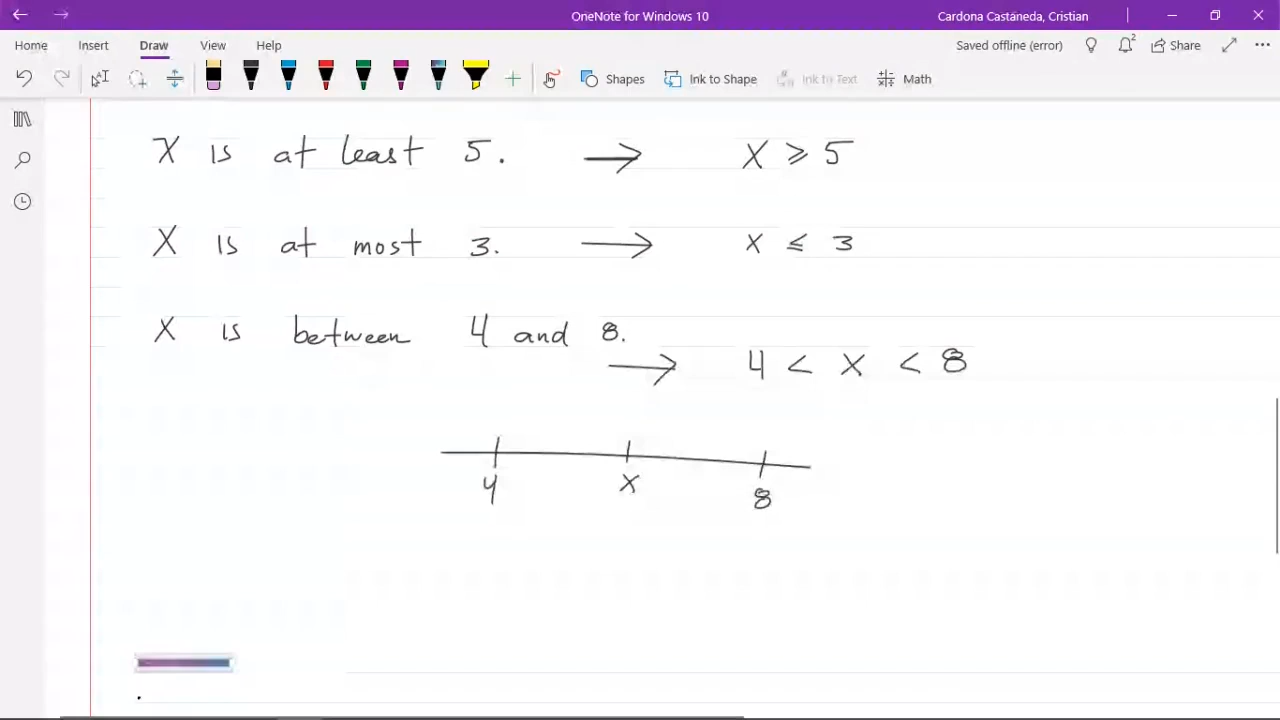 OneNote for Windows 10
Cardona Castáneda, Cristian
Home Insert Draw View Help
Saved offline (error) Share
Shapes Ink to Shape Ink to Text Math
X is at least 5. → X ⩾ 5
X is at most 3. → X ⩽ 3
X is between 4 and 8.
→ 4 < X < 8
4 X 8